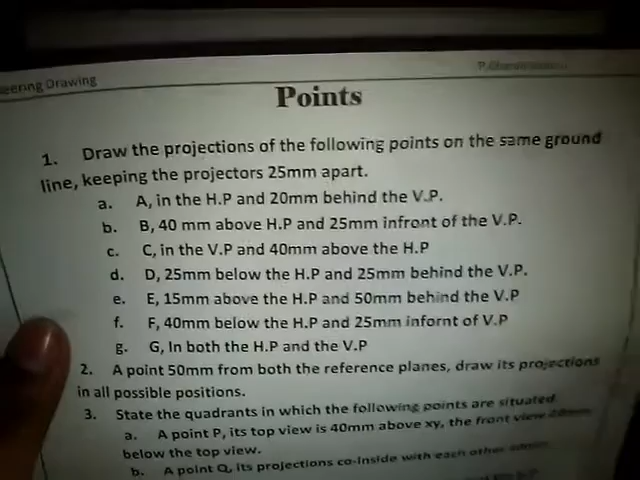 eering Drawing
Points
1. Draw the projections of the following points on the same ground
line, keeping the projectors 25mm apart.
a. A, in the H.P and 20mm behind the V.P.
b. B, 40 mm above H.P and 25mm infront of the V.P.
c. C, in the V.P and 40mm above the H.P
d. D, 25mm below the H.P and 25mm behind the V.P.
e. E, 15mm above the H.P and 50mm behind the V.P
f. F, 40mm below the H.P and 25mm infornt of V.P
g. G, In both the H.P and the V.P
2. A point 50mm from both the reference planes, draw its projections
in all possible positions.
3. State the quadrants in which the following points are situated
a. A point P, its top view is 40mm above xy, the front view
below the top view.
b. A point Q, its projections co-inside with each other